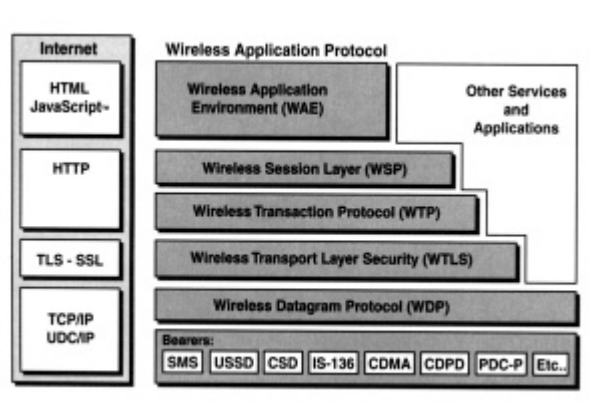 Internet
HTML
JavaScript™
HTTP
TLS - SSL
TCP/IP
UDC/IP
Wireless Application Protocol
Wireless Application
Environment (WAE)
Other Services
and
Applications
Wireless Session Layer (WSP)
Wireless Transaction Protocol (WTP)
Wireless Transport Layer Security (WTLS)
Wireless Datagram Protocol (WDP)
Bearers:
SMS USSD CSD IS-136 CDMA CDPD PDC-P Etc..